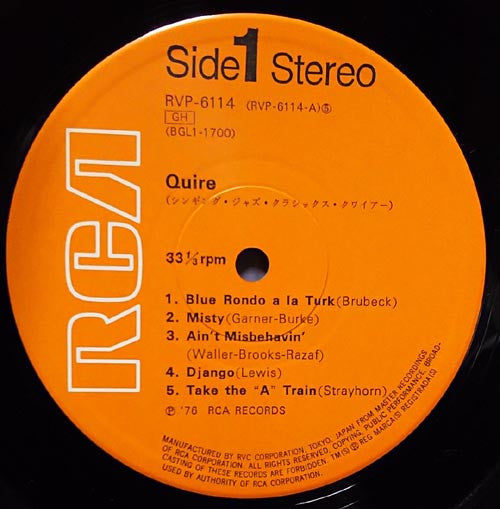 Side 1 Stereo
RVP-6114 (RVP-6114-A)⑤
GH
(BGL1-1700)
RCA
Quire
(シンギング・ジャズ・クラシックス・クワイアー)
33 1/3 rpm
1. Blue Rondo a la Turk(Brubeck)
2. Misty(Garner-Burke)
3. Ain't Misbehavin'
(Waller-Brooks-Razaf)
4. Django(Lewis)
5. Take the "A" Train(Strayhorn)
Ⓟ '76 RCA RECORDS
MANUFACTURED BY RVC CORPORATION, TOKYO, JAPAN FROM MASTER RECORDINGS
OF RCA CORPORATION. ALL RIGHTS RESERVED. COPYING, PUBLIC PERFORMANCE, BROAD-
CASTING OF THESE RECORDS ARE FORBIDDEN TM(S) ® REG MARCA(S) REGISTRADA(S)
USED BY AUTHORITY OF RCA CORPORATION.